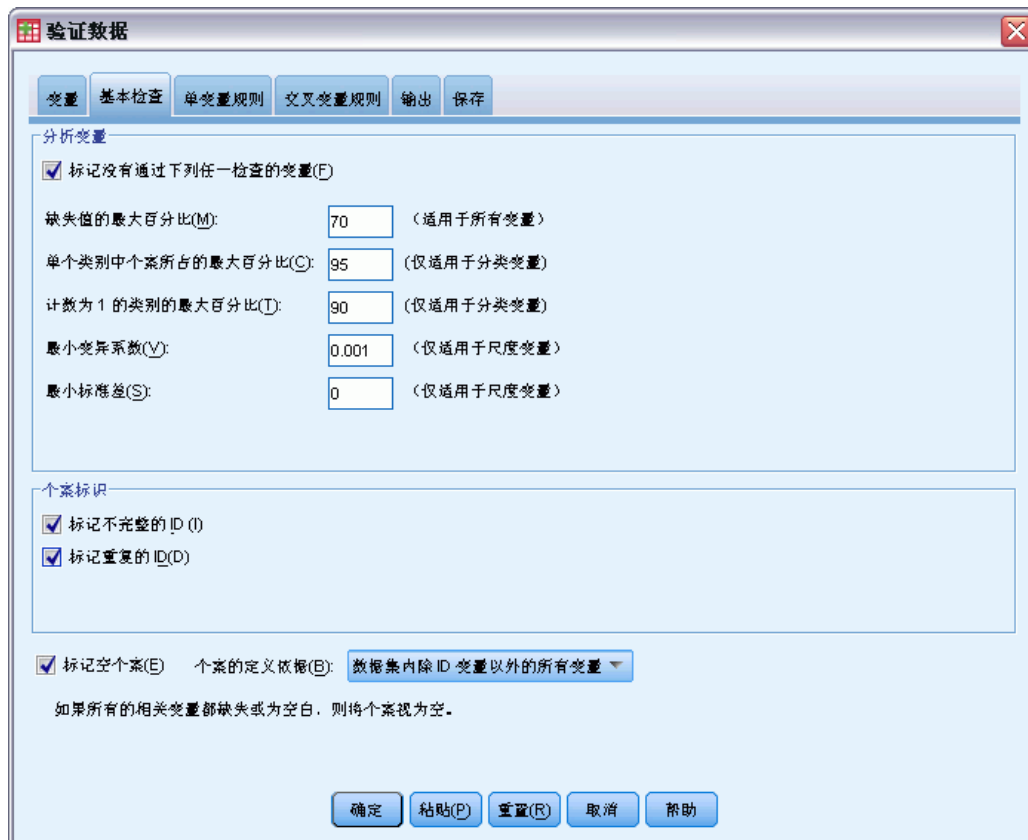 验证数据
变量 基本检查 单变量规则 交叉变量规则 输出 保存
分析变量
标记没有通过下列任一检查的变量(F)
缺失值的最大百分比(M): 70 （适用于所有变量）
单个类别中个案所占的最大百分比(C): 95 (仅适用于分类变量)
计数为 1 的类别的最大百分比(T): 90 (仅适用于分类变量)
最小变异系数(V): 0.001 （仅适用于尺度变量）
最小标准差(S): 0 （仅适用于尺度变量）
个案标识
标记不完整的 ID (I)
标记重复的 ID(D)
标记空个案(E) 个案的定义依据(B): 数据集内除 ID 变量以外的所有变量
如果所有的相关变量都缺失或为空白，则将个案视为空。
确定 粘贴(P) 重置(R) 取消 帮助